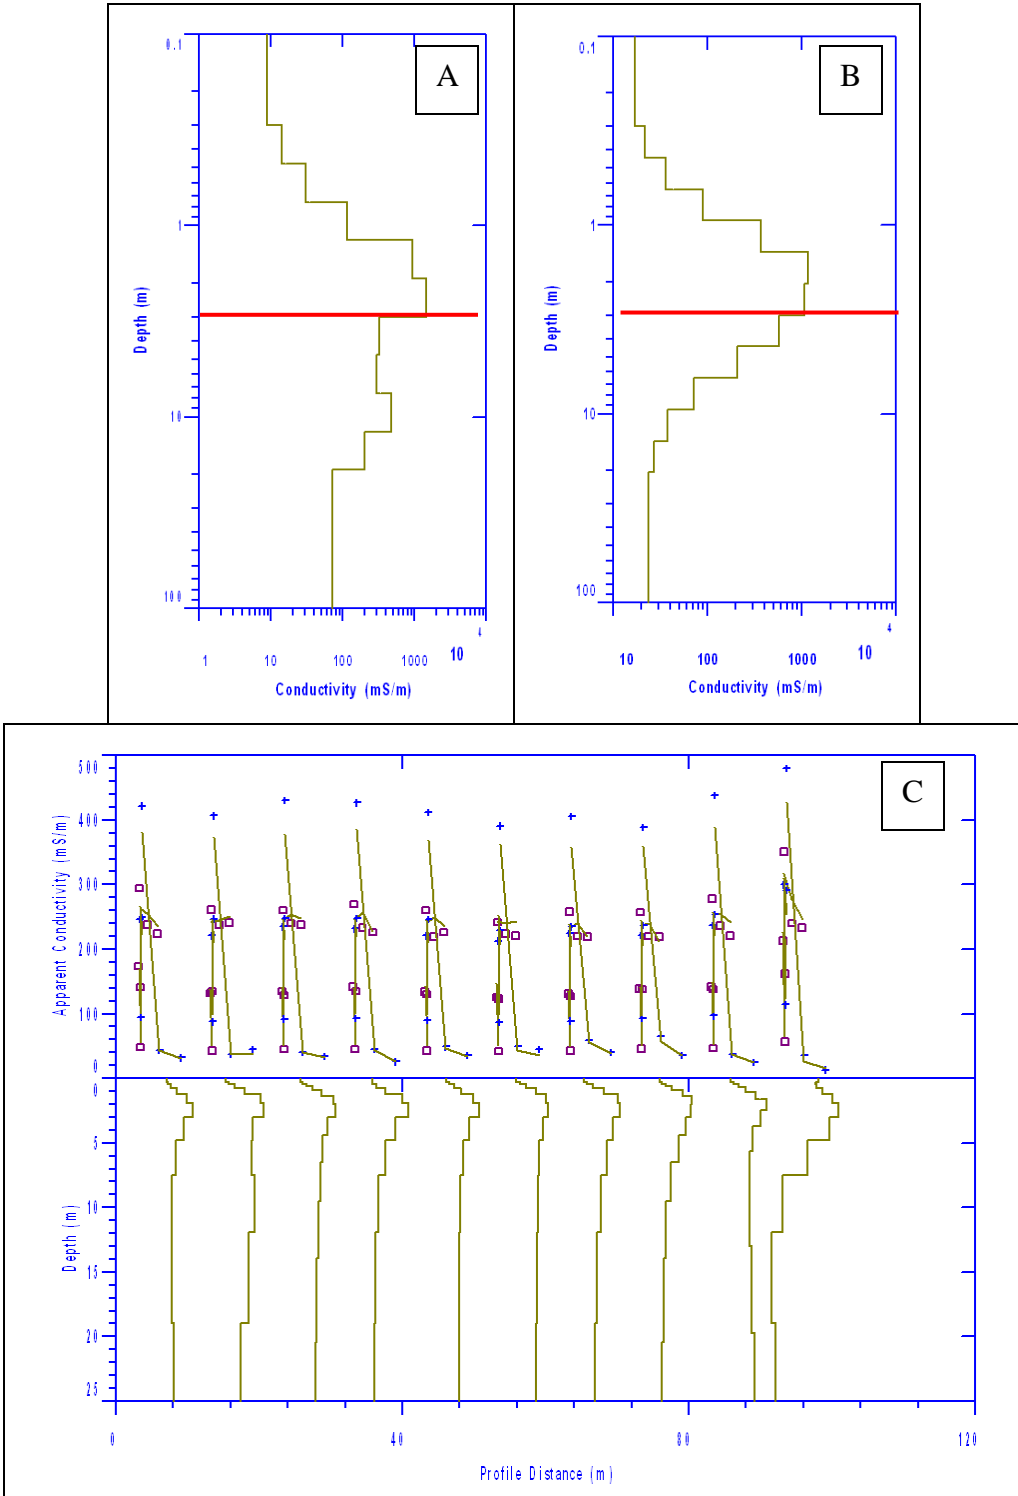 A
0.1
1
10
100
Depth (m)
1 10 100 1000 10 4
Conductivity (mS/m)
B
0.1
1
10
100
Depth (m)
10 100 1000 10 4
Conductivity (mS/m)
C
500
400
300
200
100
0
Apparent Conductivity (mS/m)
0
5
10
15
20
25
Depth (m)
0 40 80 120
Profile Distance (m)